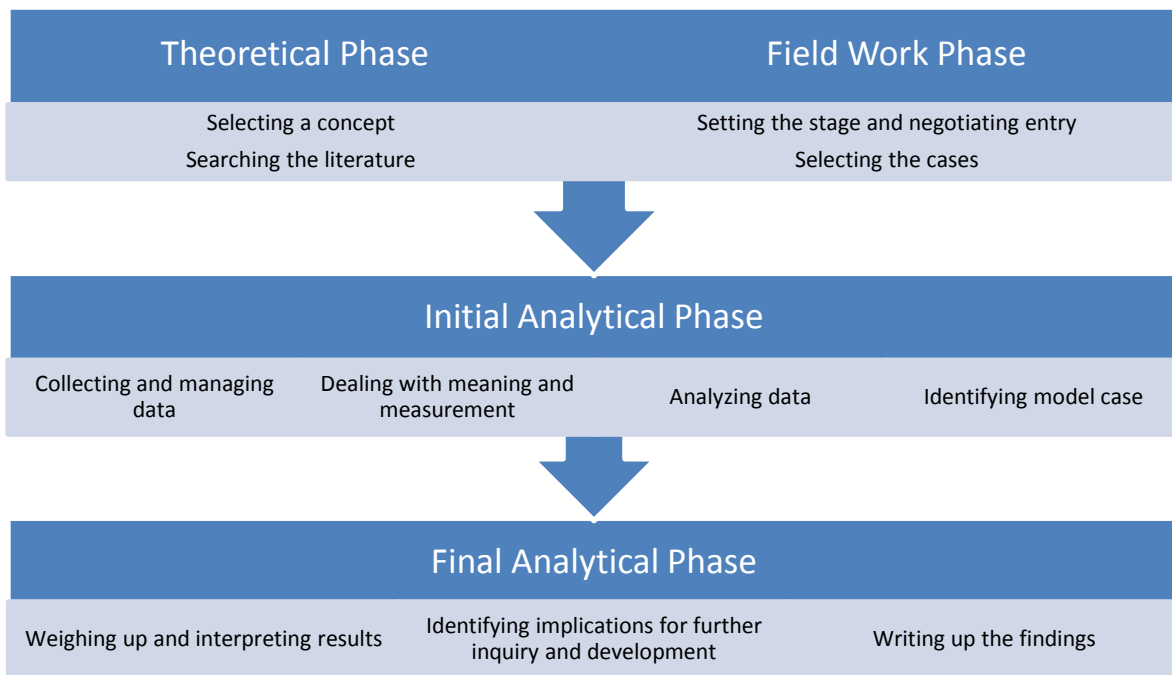 Theoretical Phase
Field Work Phase
Selecting a concept
Searching the literature
Setting the stage and negotiating entry
Selecting the cases
Initial Analytical Phase
Collecting and managing
data
Dealing with meaning and
measurement
Analyzing data
Identifying model case
Final Analytical Phase
Weighing up and interpreting results
Identifying implications for further
inquiry and development
Writing up the findings